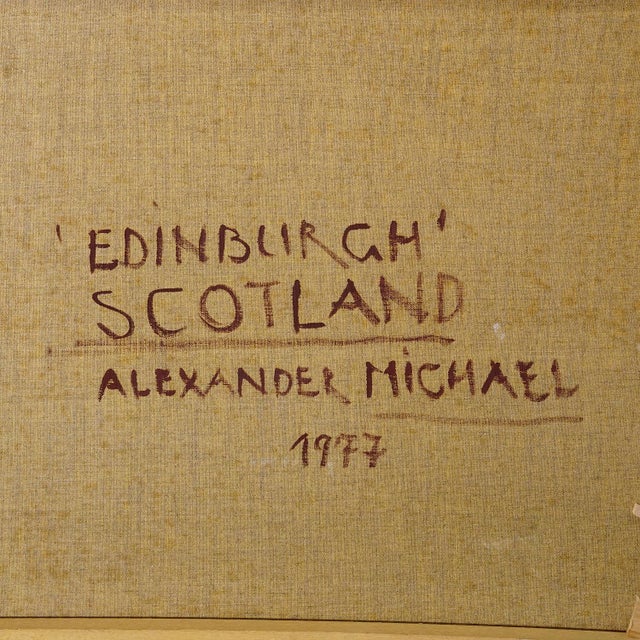 'EDINBURGH'
SCOTLAND
ALEXANDER MICHAEL
1977